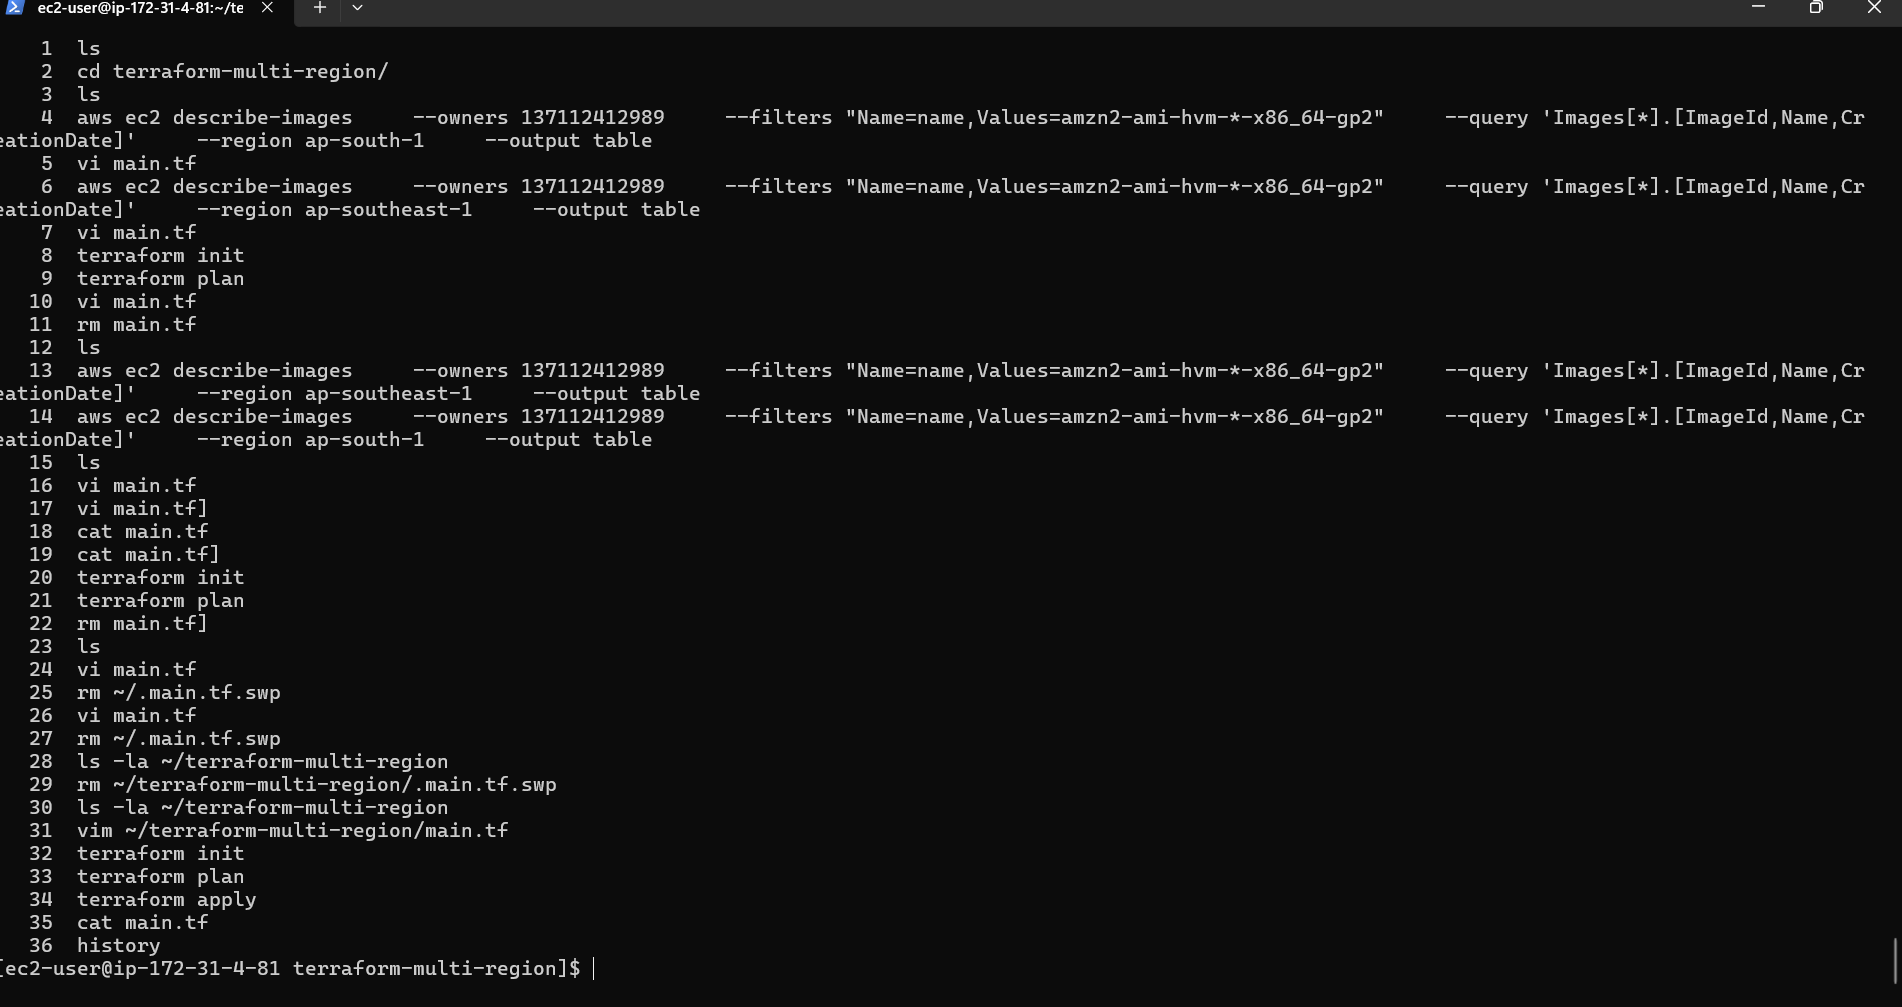 ec2-user@ip-172-31-4-81:~/te
1 ls
2 cd terraform-multi-region/
3 ls
4 aws ec2 describe-images --owners 137112412989 --filters "Name=name,Values=amzn2-ami-hvm-*-x86_64-gp2" --query 'Images[*].[ImageId,Name,Cr
eationDate]' --region ap-south-1 --output table
5 vi main.tf
6 aws ec2 describe-images --owners 137112412989 --filters "Name=name,Values=amzn2-ami-hvm-*-x86_64-gp2" --query 'Images[*].[ImageId,Name,Cr
eationDate]' --region ap-southeast-1 --output table
7 vi main.tf
8 terraform init
9 terraform plan
10 vi main.tf
11 rm main.tf
12 ls
13 aws ec2 describe-images --owners 137112412989 --filters "Name=name,Values=amzn2-ami-hvm-*-x86_64-gp2" --query 'Images[*].[ImageId,Name,Cr
eationDate]' --region ap-southeast-1 --output table
14 aws ec2 describe-images --owners 137112412989 --filters "Name=name,Values=amzn2-ami-hvm-*-x86_64-gp2" --query 'Images[*].[ImageId,Name,Cr
eationDate]' --region ap-south-1 --output table
15 ls
16 vi main.tf
17 vi main.tf]
18 cat main.tf
19 cat main.tf]
20 terraform init
21 terraform plan
22 rm main.tf]
23 ls
24 vi main.tf
25 rm ~/.main.tf.swp
26 vi main.tf
27 rm ~/.main.tf.swp
28 ls -la ~/terraform-multi-region
29 rm ~/terraform-multi-region/.main.tf.swp
30 ls -la ~/terraform-multi-region
31 vim ~/terraform-multi-region/main.tf
32 terraform init
33 terraform plan
34 terraform apply
35 cat main.tf
36 history
[ec2-user@ip-172-31-4-81 terraform-multi-region]$